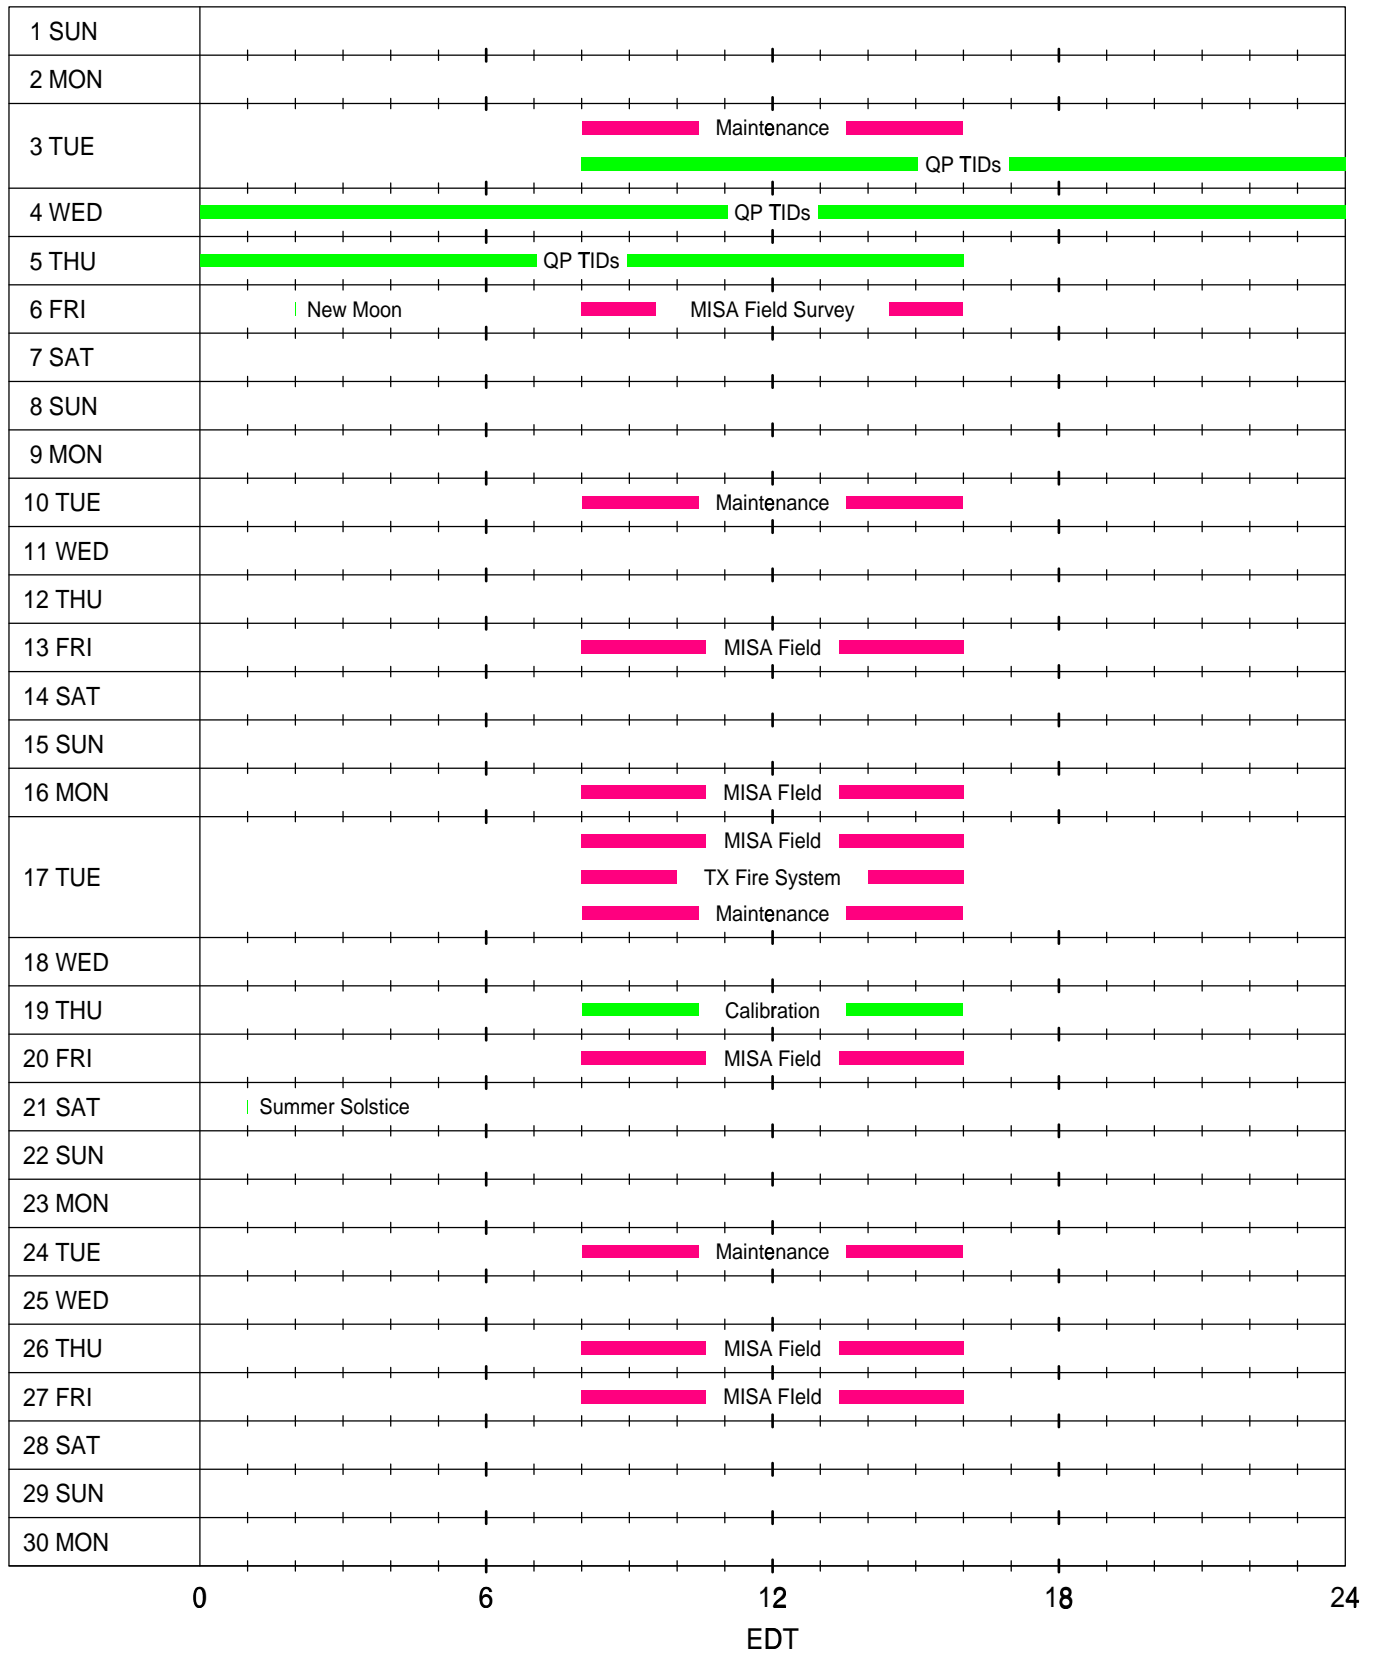 1 SUN
2 MON
3 TUE
Maintenance
QP TIDs
4 WED
QP TIDs
5 THU
QP TIDs
6 FRI
New Moon
MISA Field Survey
7 SAT
8 SUN
9 MON
10 TUE
Maintenance
11 WED
12 THU
13 FRI
MISA Field
14 SAT
15 SUN
16 MON
MISA FIeld
17 TUE
MISA Field
TX Fire System
Maintenance
18 WED
19 THU
Calibration
20 FRI
MISA Field
21 SAT
Summer Solstice
22 SUN
23 MON
24 TUE
Maintenance
25 WED
26 THU
MISA Field
27 FRI
MISA FIeld
28 SAT
29 SUN
30 MON
0 6 12 18 24
EDT